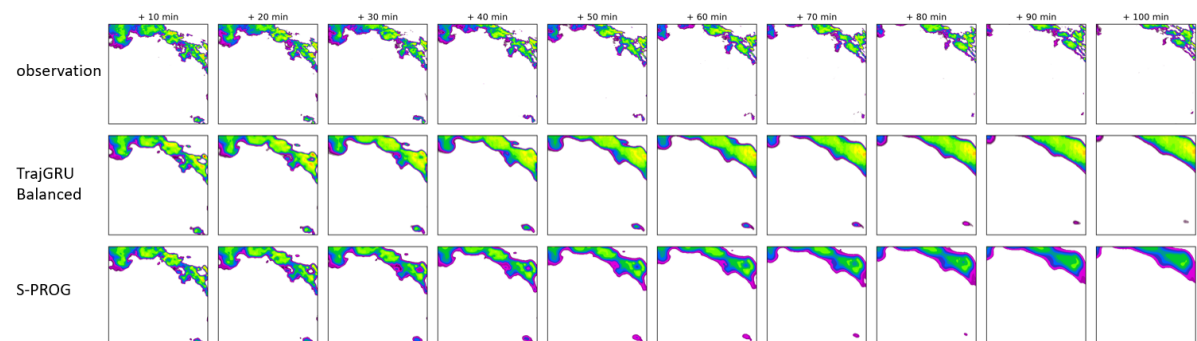 + 10 min + 20 min + 30 min + 40 min + 50 min + 60 min + 70 min + 80 min + 90 min + 100 min
observation
TrajGRU
Balanced
S-PROG